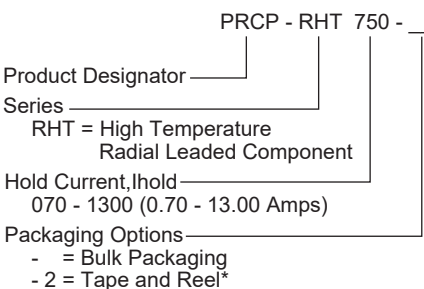 PRCP - RHT 750 - _
Product Designator
Series
RHT = High Temperature
Radial Leaded Component
Hold Current,Ihold
070 - 1300 (0.70 - 13.00 Amps)
Packaging Options
- = Bulk Packaging
- 2 = Tape and Reel*